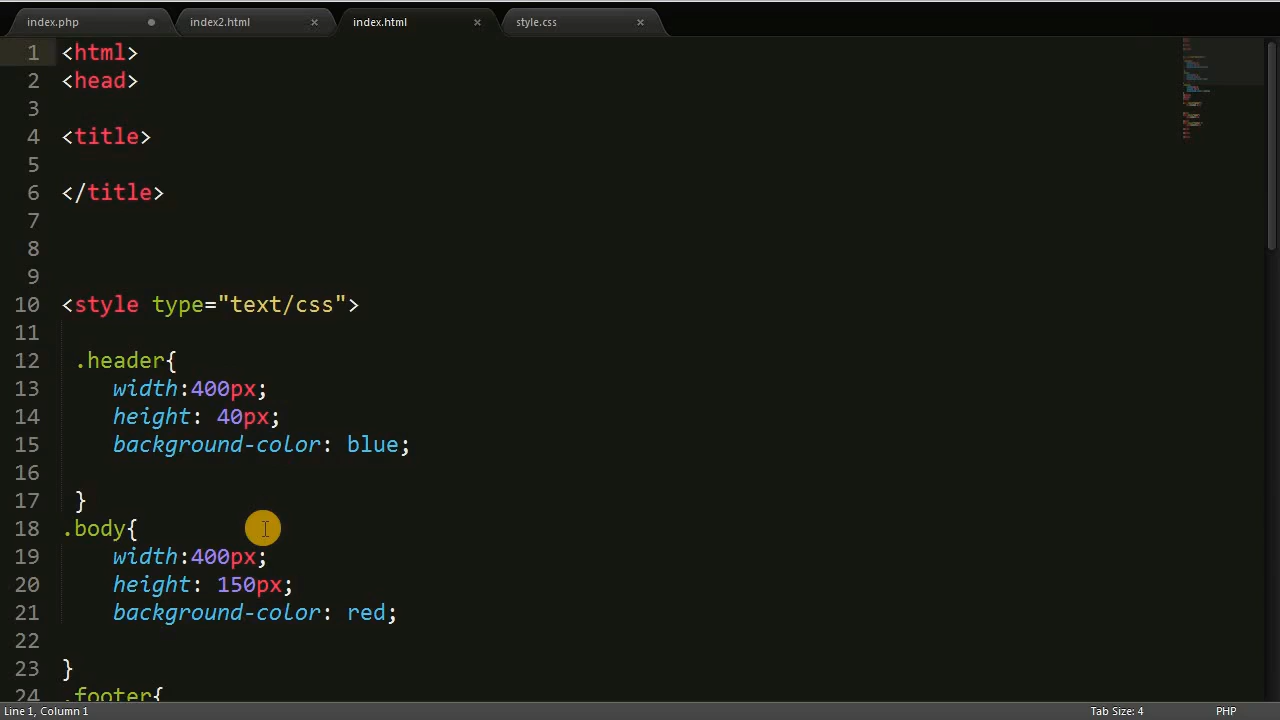 index.php index2.html index.html style.css
1 <html>
2 <head>
3
4 <title>
5
6 </title>
7
8
9
10 <style type="text/css">
11
12 .header{
13 width:400px;
14 height: 40px;
15 background-color: blue;
16
17 }
18 .body{
19 width:400px;
20 height: 150px;
21 background-color: red;
22
23 }
24 .footer{
Line 1, Column 1 Tab Size: 4 PHP